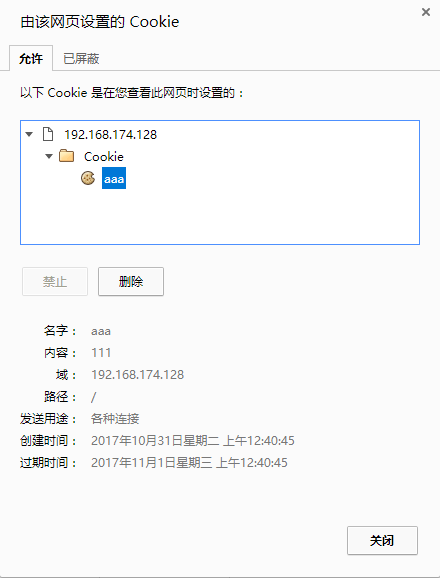 由该网页设置的 Cookie
允许 已屏蔽
以下 Cookie 是在您查看此网页时设置的：
192.168.174.128
Cookie
aaa
禁止 删除
名字： aaa
内容： 111
域： 192.168.174.128
路径： /
发送用途： 各种连接
创建时间： 2017年10月31日星期二 上午12:40:45
过期时间： 2017年11月1日星期三 上午12:40:45
关闭